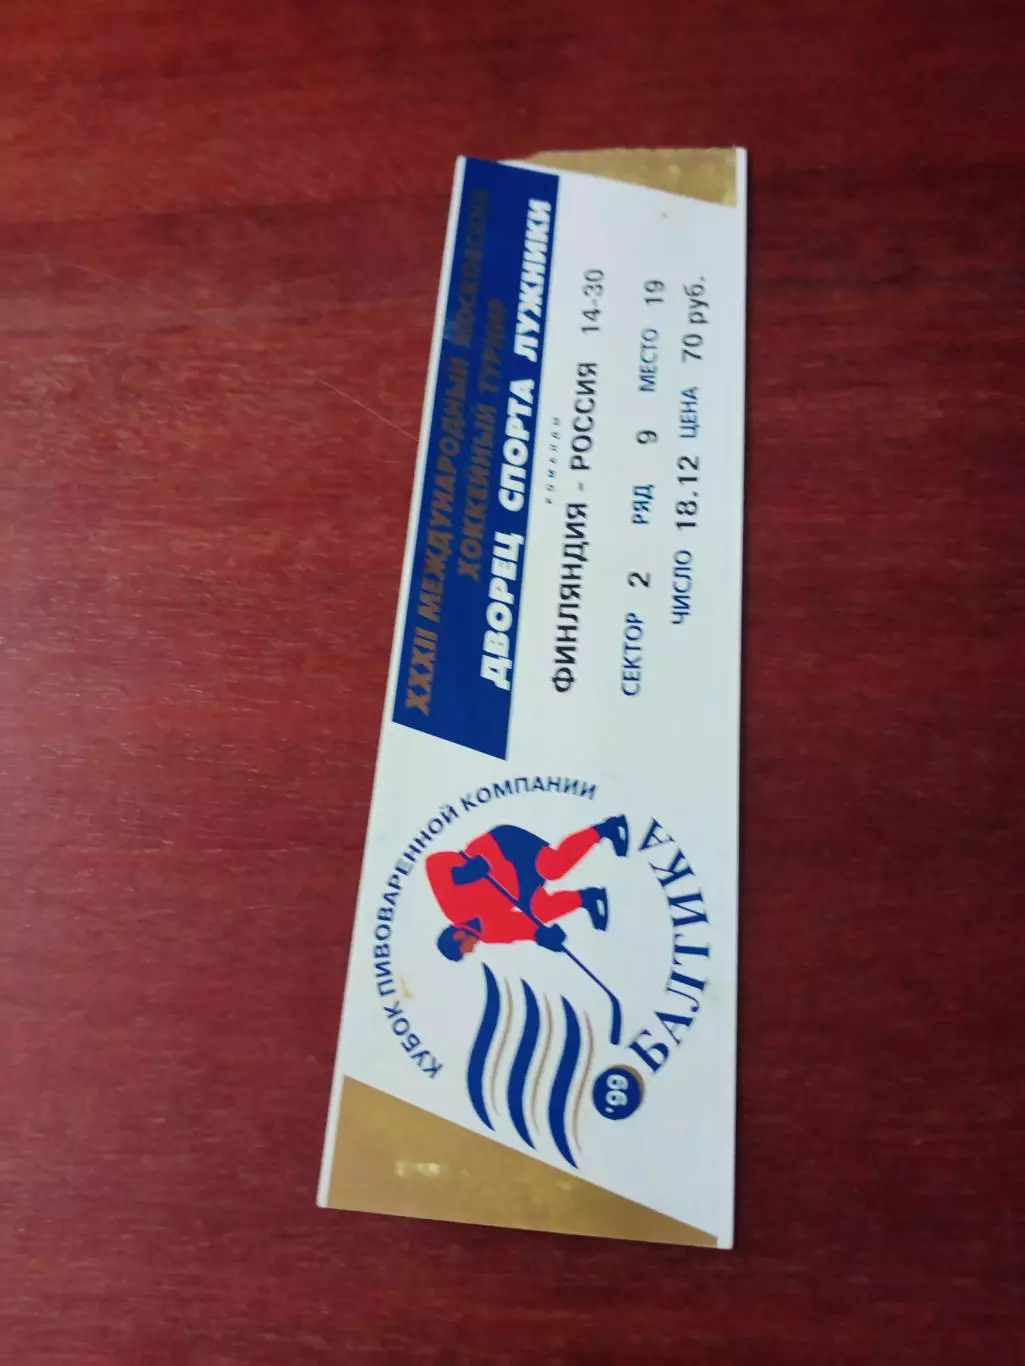 XXXII МЕЖДУНАРОДНЫЙ МОСКОВСКИЙ
ХОККЕЙНЫЙ ТУРНИР
ДВОРЕЦ СПОРТА ЛУЖНИКИ
КОМАНДЫ
ФИНЛЯНДИЯ - РОССИЯ 14-30
СЕКТОР 2 РЯД 9 МЕСТО 19
ЧИСЛО 18.12 ЦЕНА 70 руб.
КУБОК ПИВОВАРЕННОЙ КОМПАНИИ
БАЛТИКА
'99